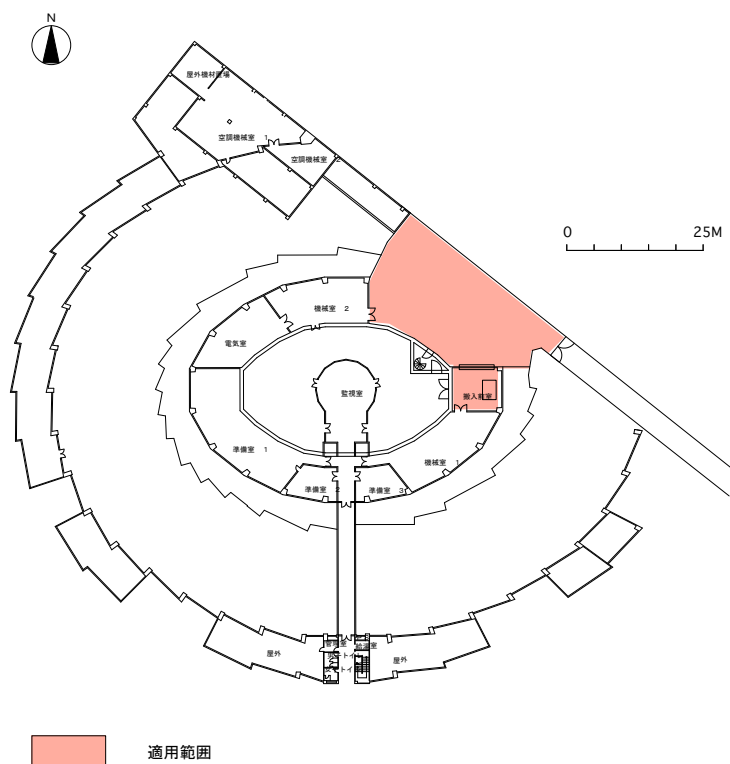 N
屋外機材置場
空調機械室 1
空調機械室 2
0 25M
機械室 2
電気室
監視室
搬入前室
準備室 1
機械室 1
準備室 2
準備室 3
給湯室
屋外
屋外
適用範囲